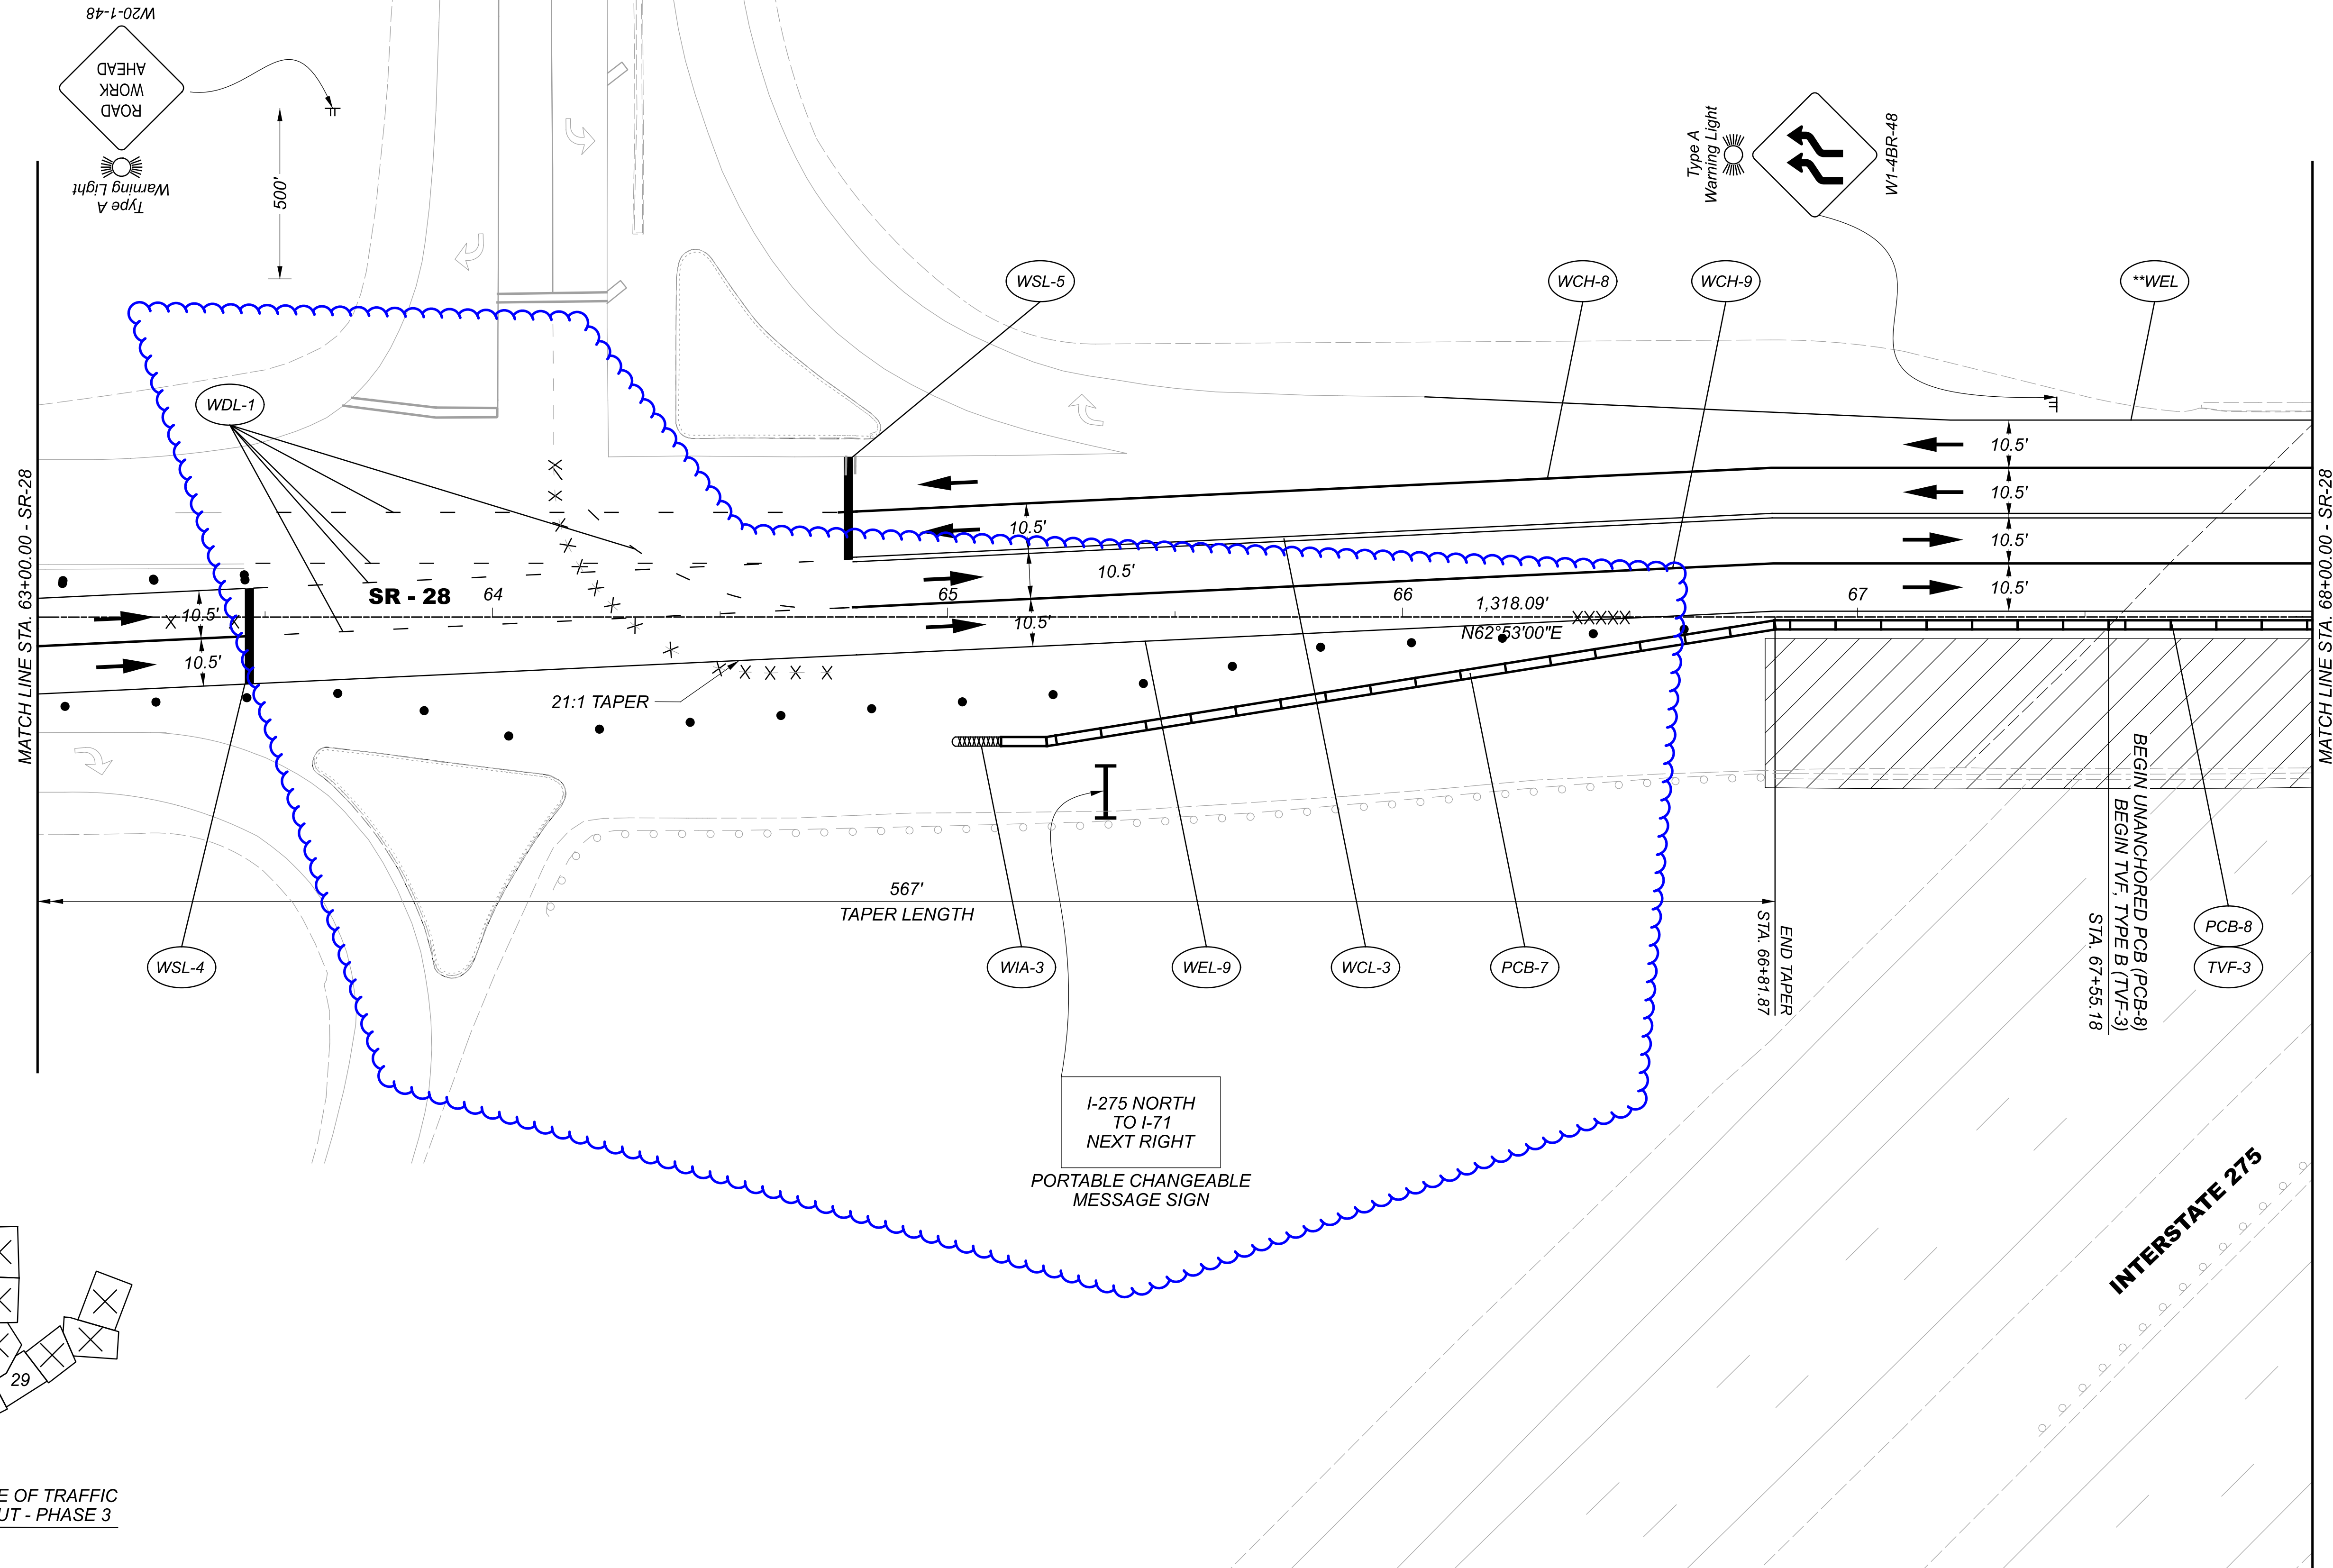 W20-1-48
ROAD
WORK
AHEAD
Type A
Warning Light
500'
Type A
Warning Light
W1-4BR-48
WSL-5
WCH-8
WCH-9
**WEL
WDL-1
MATCH LINE STA. 63+00.00 - SR-28
MATCH LINE STA. 68+00.00 - SR-28
10.5'
10.5'
10.5'
10.5'
10.5'
10.5'
10.5'
10.5'
10.5'
SR - 28
64
65
66
67
1,318.09'
N62°53'00"E
21:1 TAPER
567'
TAPER LENGTH
END TAPER
STA. 66+81.87
BEGIN UNANCHORED PCB (PCB-8)
BEGIN TVF, TYPE B (TVF-3)
STA. 67+55.18
WSL-4
WIA-3
WEL-9
WCL-3
PCB-7
PCB-8
TVF-3
I-275 NORTH
TO I-71
NEXT RIGHT
PORTABLE CHANGEABLE
MESSAGE SIGN
INTERSTATE 275
29
E OF TRAFFIC
UT - PHASE 3